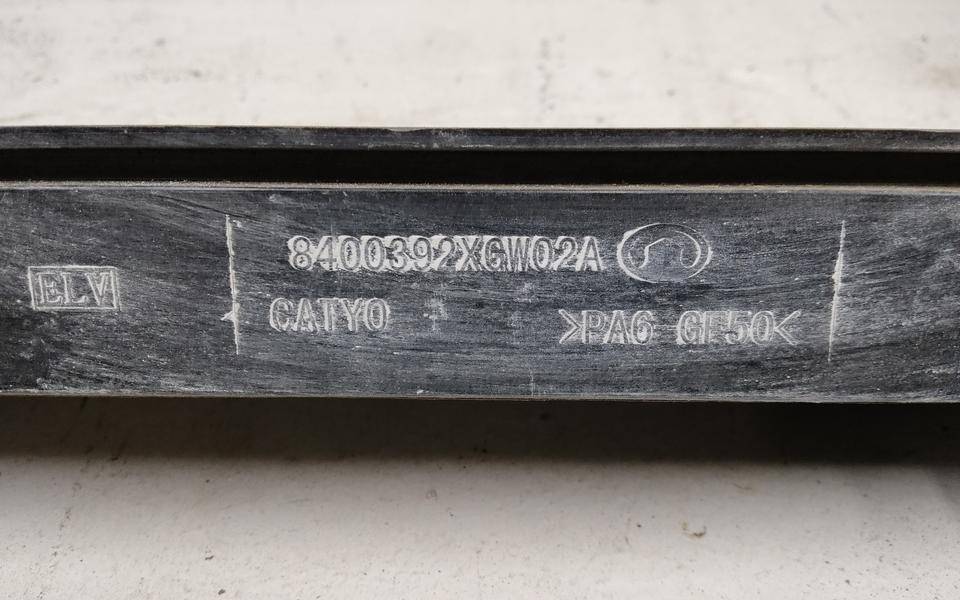 8400392XGW02A
ELV
CATYO
>PA6 GF50<